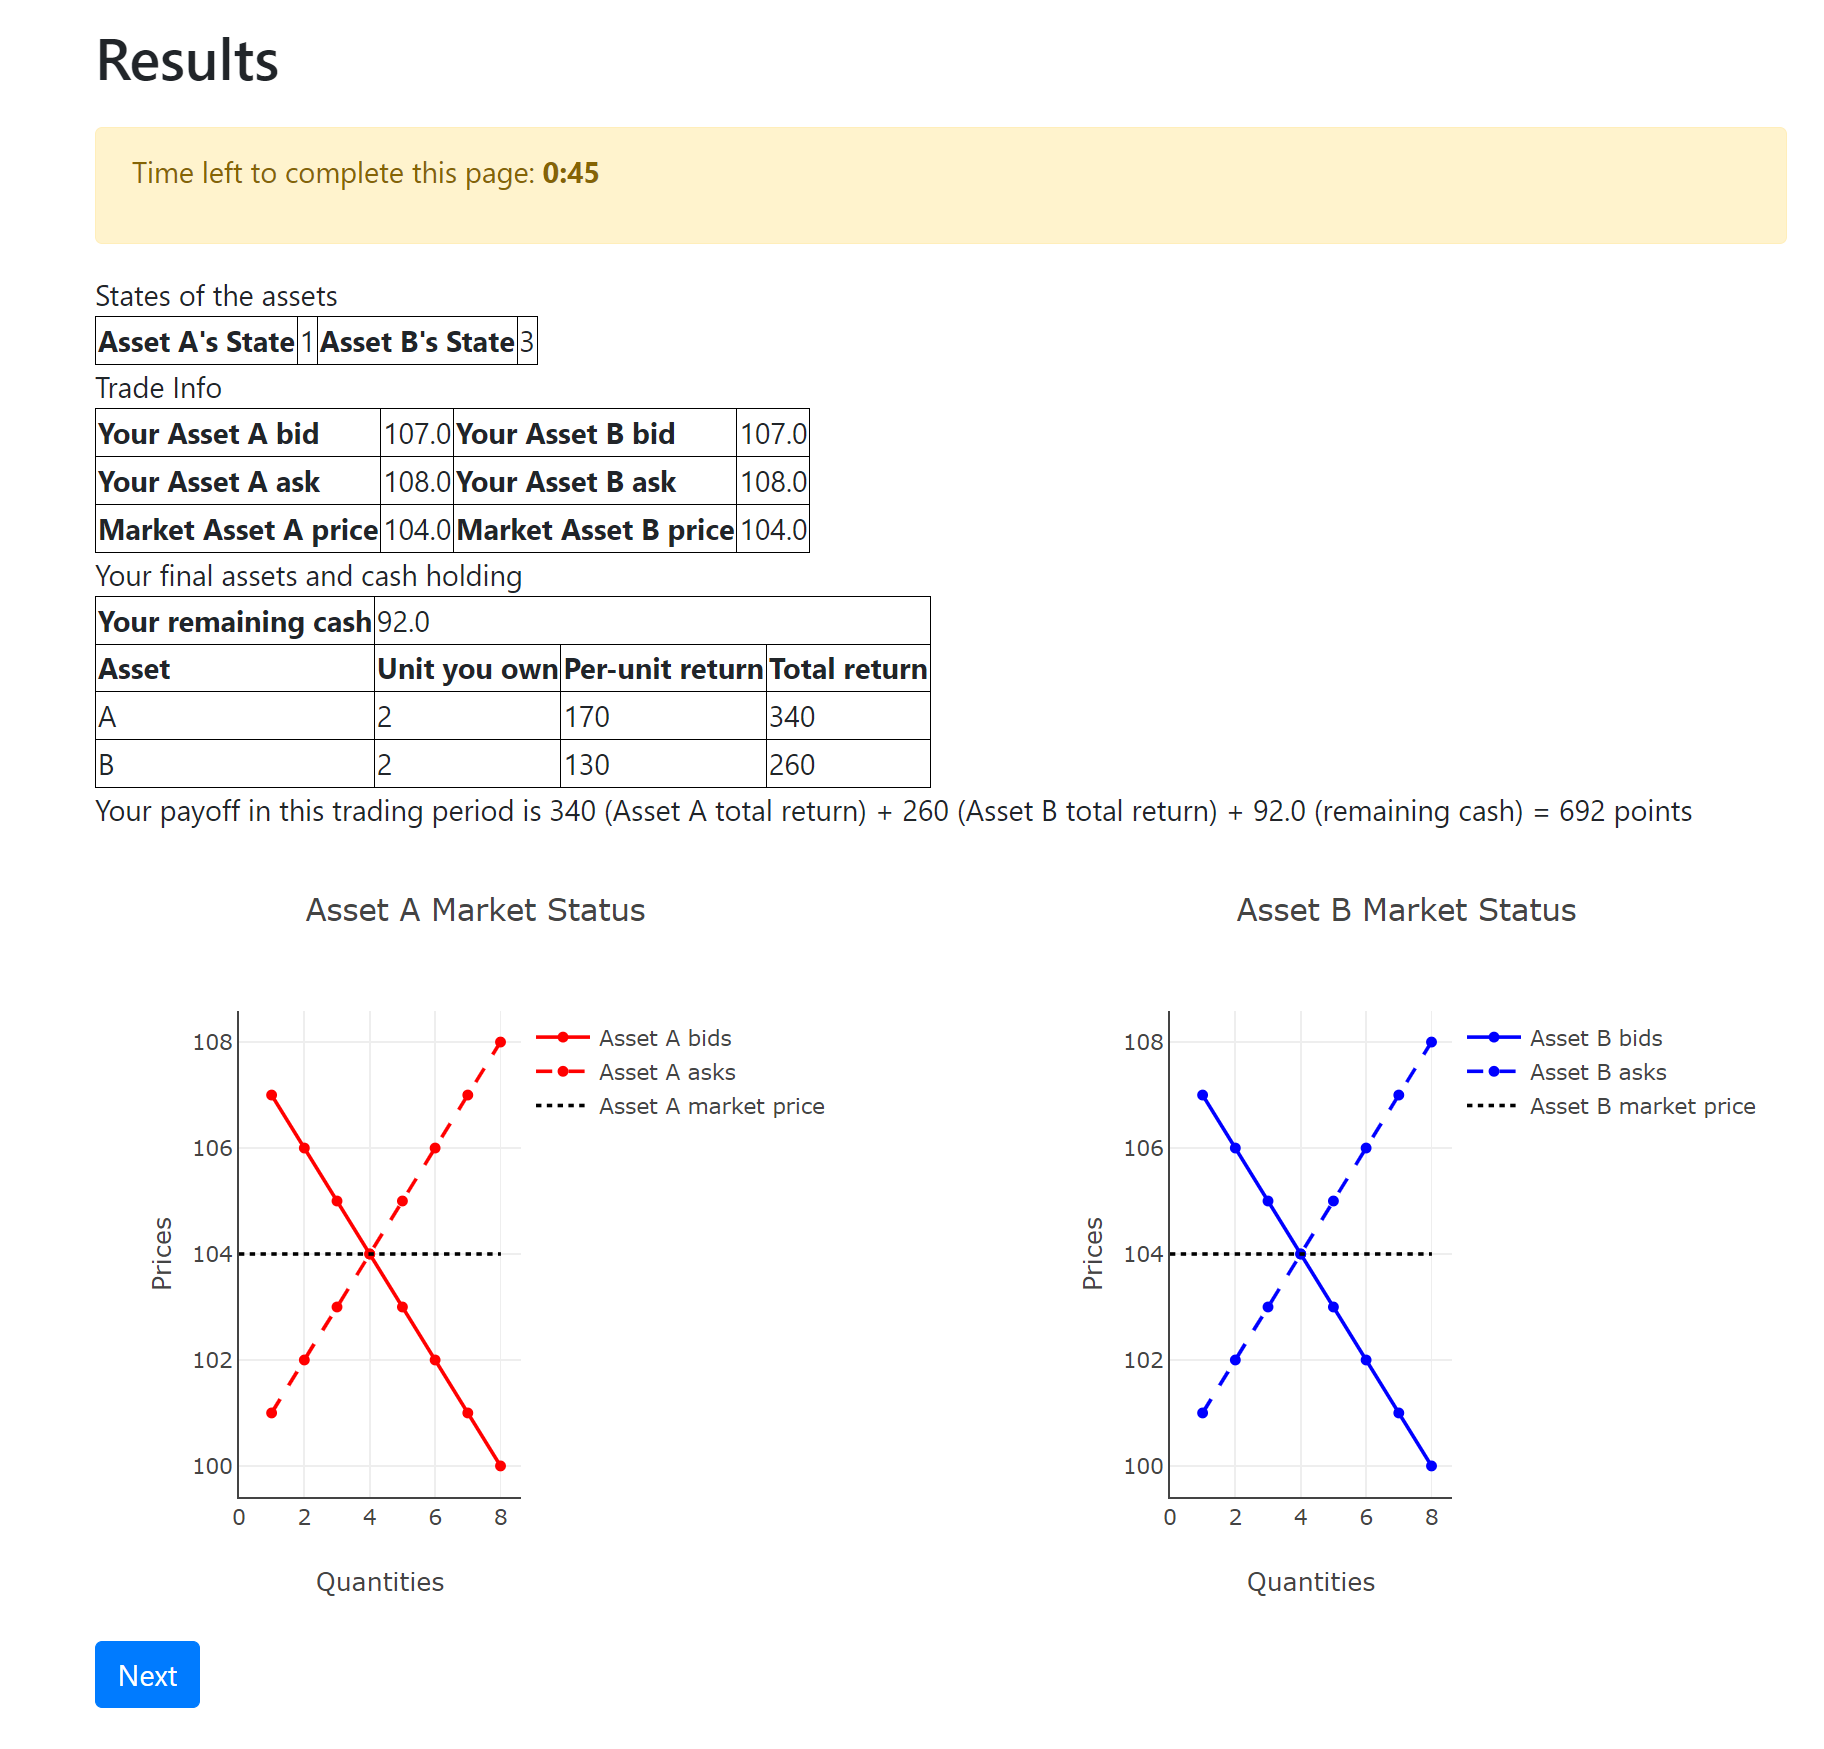 Results
Time left to complete this page: 0:45
States of the assets
Asset A's State 1 Asset B's State 3
Trade Info
Your Asset A bid 107.0 Your Asset B bid 107.0
Your Asset A ask 108.0 Your Asset B ask 108.0
Market Asset A price 104.0 Market Asset B price 104.0
Your final assets and cash holding
Your remaining cash 92.0
Asset Unit you own Per-unit return Total return
A 2 170 340
B 2 130 260
Your payoff in this trading period is 340 (Asset A total return) + 260 (Asset B total return) + 92.0 (remaining cash) = 692 points
Asset A Market Status
108
106
104
102
100
Prices
0 2 4 6 8
Quantities
Asset A bids
Asset A asks
Asset A market price
Asset B Market Status
108
106
104
102
100
Prices
0 2 4 6 8
Quantities
Asset B bids
Asset B asks
Asset B market price
Next